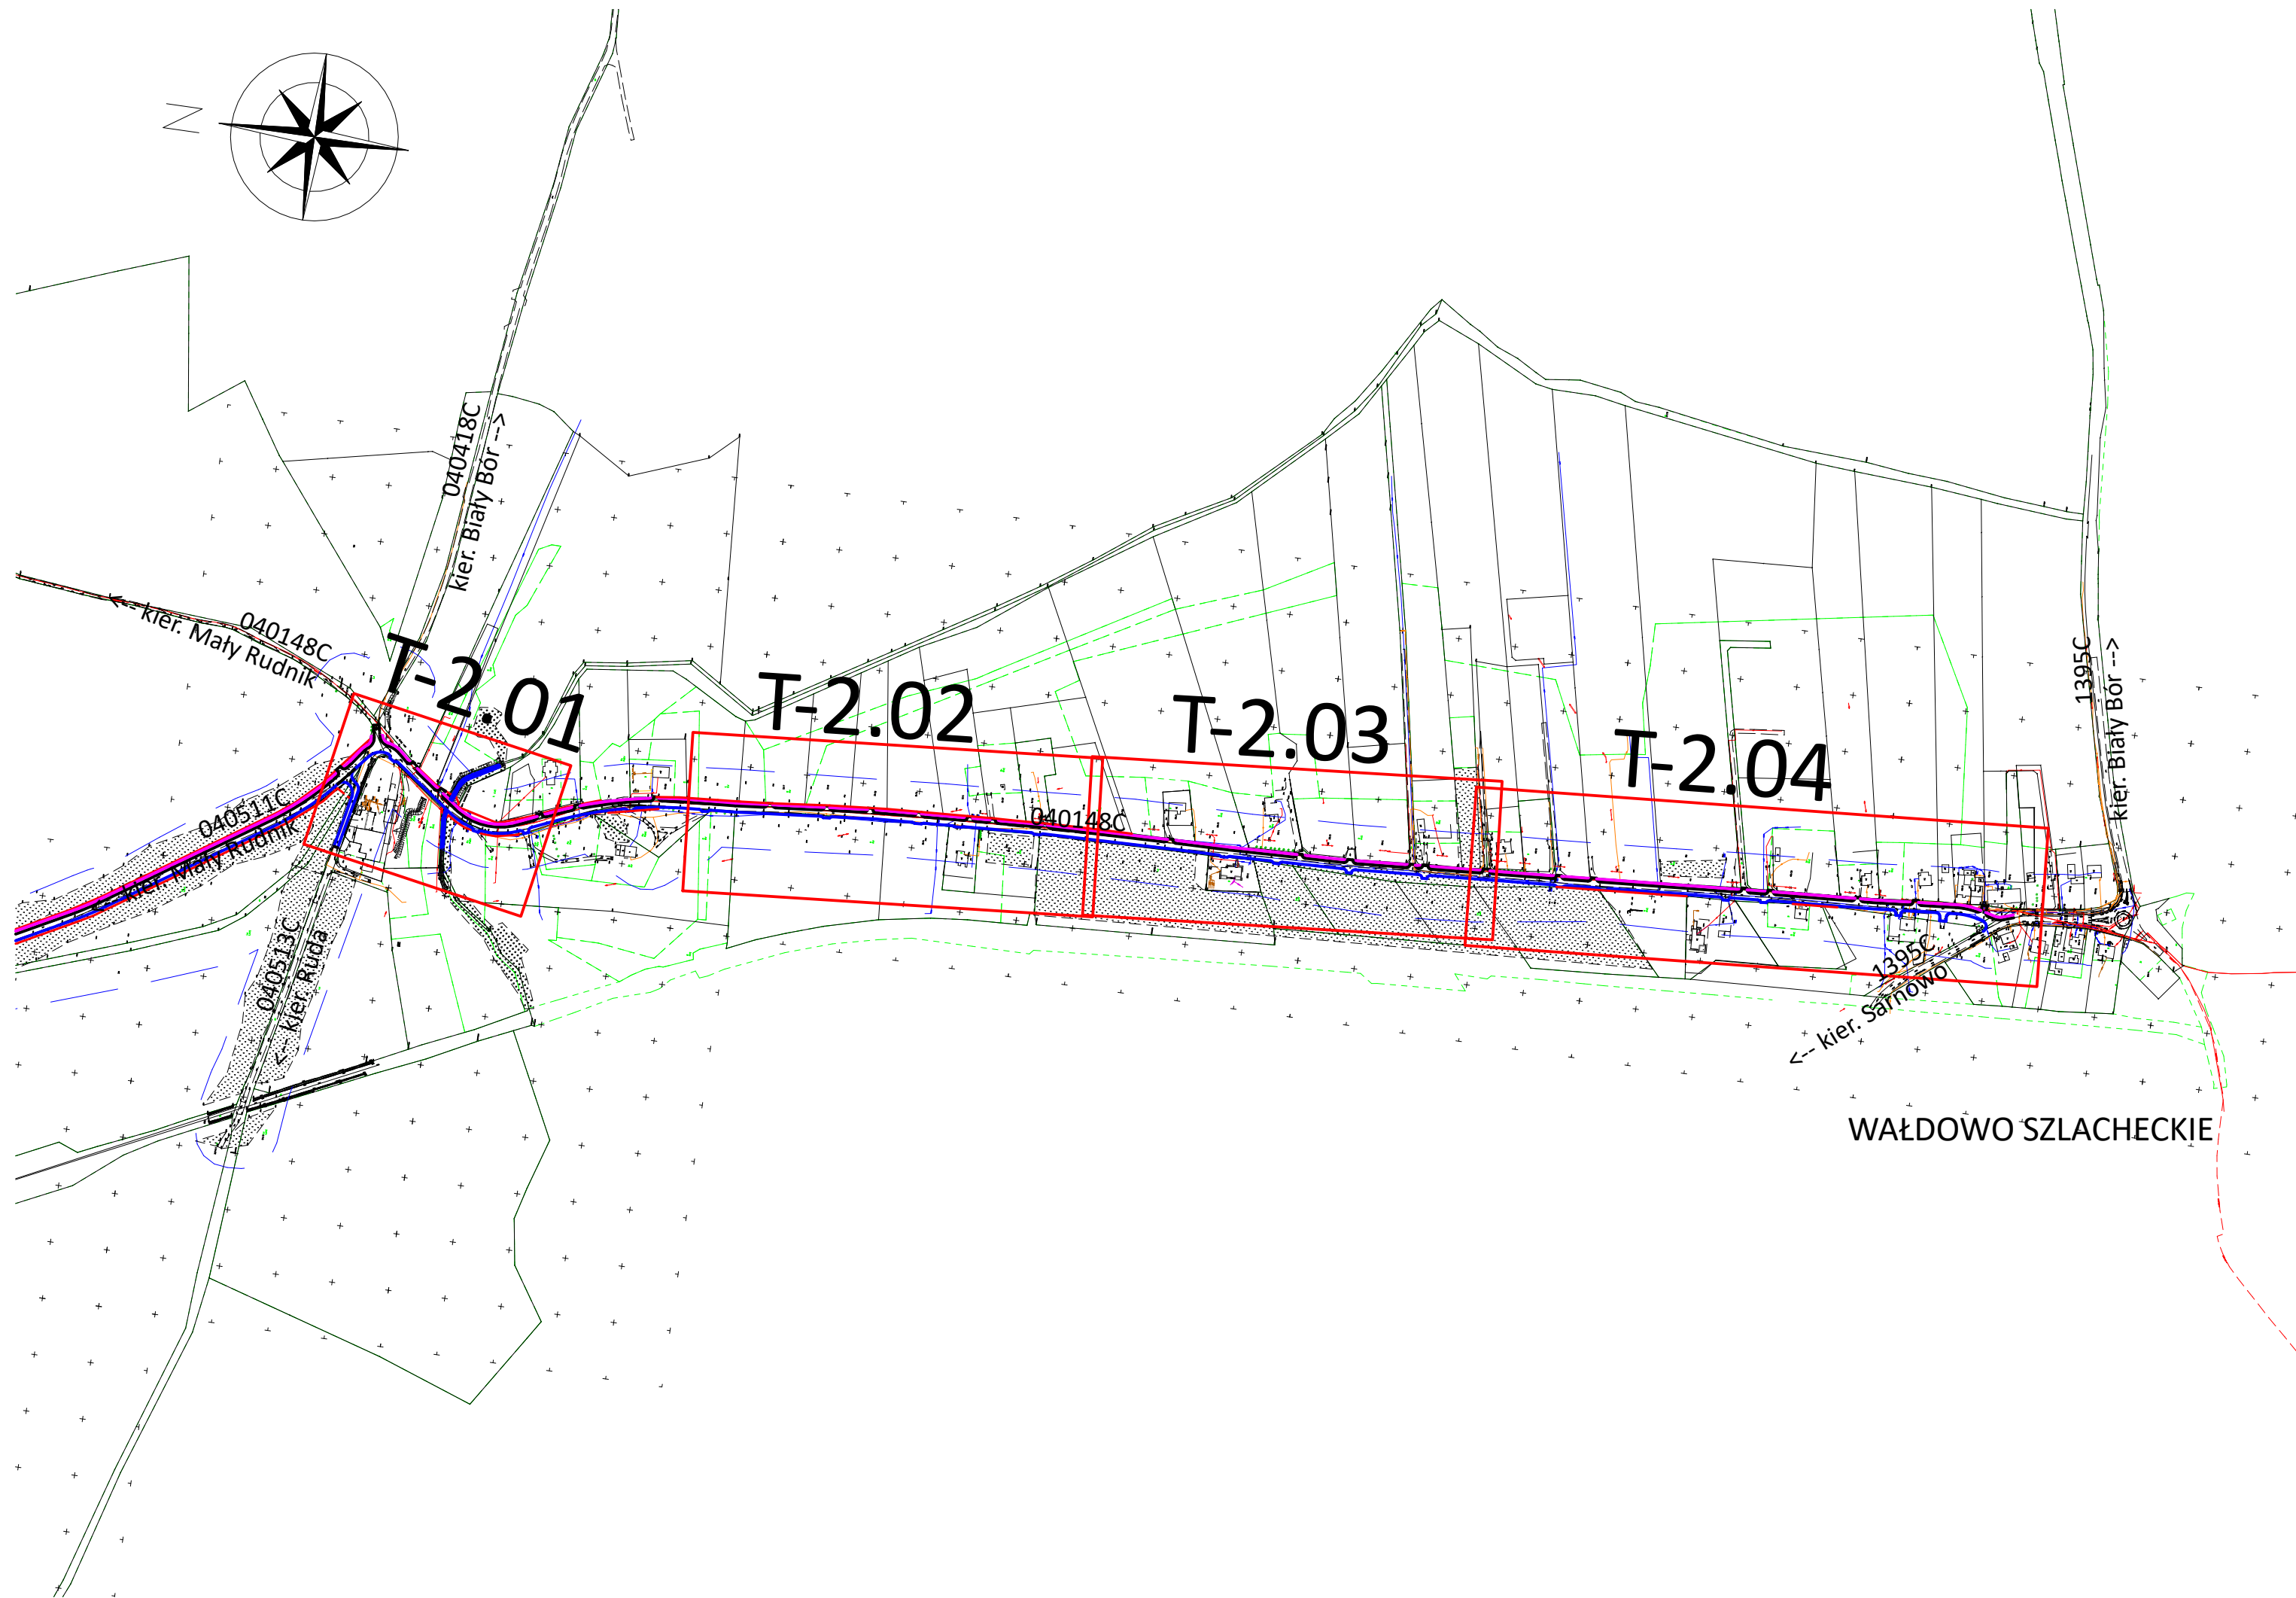 N
040418C
kier. Biały Bór -->
040148C
<-- kier. Mały Rudnik
T-2.01
T-2.02
T-2.03
T-2.04
1395C
kier. Biały Bór -->
040511C
kier. Mały Rudnik
040148C
040513C
<-- kier. Ruda
1395C
<-- kier. Sarnowo
WAŁDOWO SZLACHECKIE